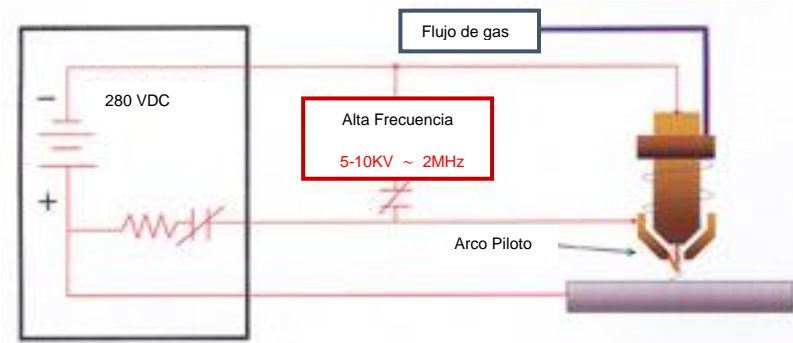 Flujo de gas
−
280 VDC
Alta Frecuencia
5-10KV ~ 2MHz
+
Arco Piloto